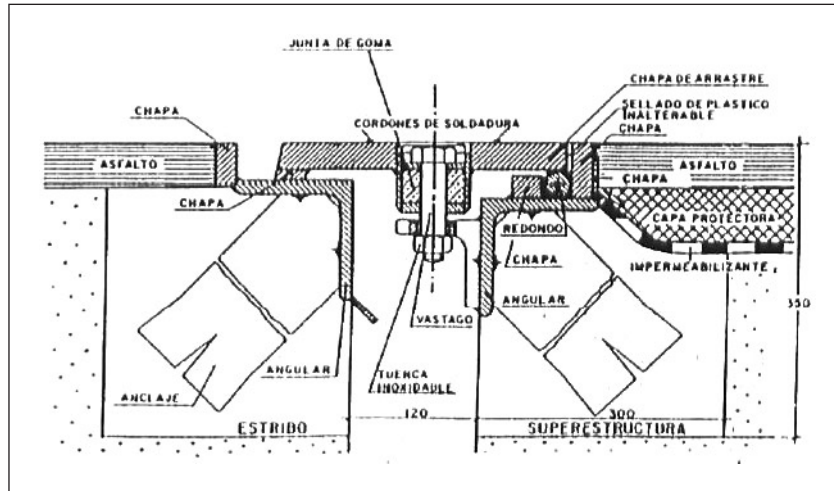 JUNTA DE GOMA
CHAPA DE ARRASTRE
SELLADO DE PLASTICO
INALTERABLE
CHAPA
CORDONES DE SOLDADURA
CHAPA
ASFALTO
CHAPA
ASFALTO
CHAPA
CAPA PROTECTORA
REDONDO
CHAPA
IMPERMEABILIZANTE
ANGULAR
VASTAGO
350
ANCLAJE
ANGULAR
TUERCA
INOXIDAULE
120
300
ESTRIBO
SUPERESTRUCTURA